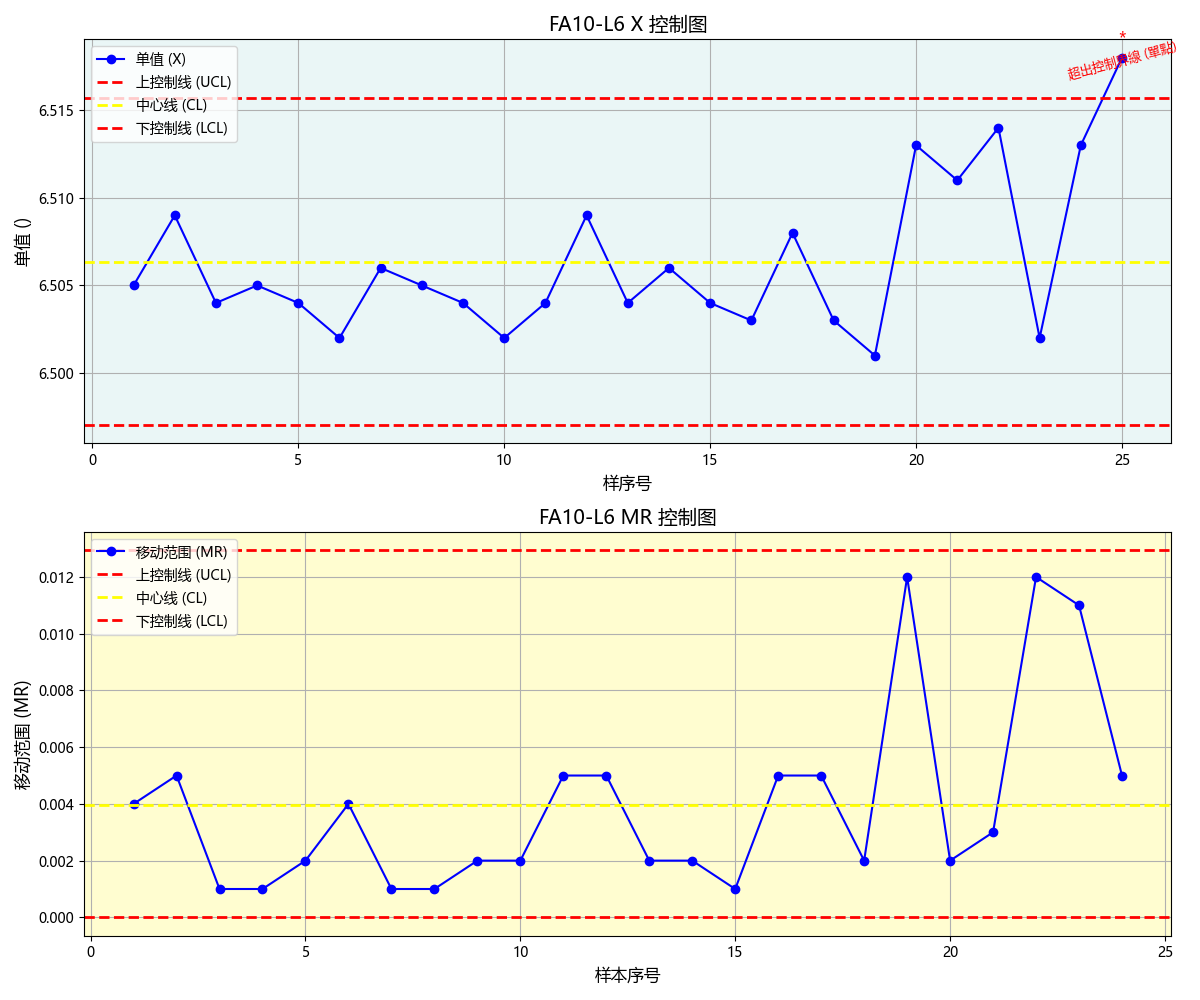 FA10-L6 X 控制图
*
超出控制界線 (單點)
单值 (X)
上控制线 (UCL)
中心线 (CL)
下控制线 (LCL)
单值 ()
6.515
6.510
6.505
6.500
0 5 10 15 20 25
样序号
FA10-L6 MR 控制图
移动范围 (MR)
上控制线 (UCL)
中心线 (CL)
下控制线 (LCL)
移动范围 (MR)
0.012
0.010
0.008
0.006
0.004
0.002
0.000
0 5 10 15 20 25
样本序号